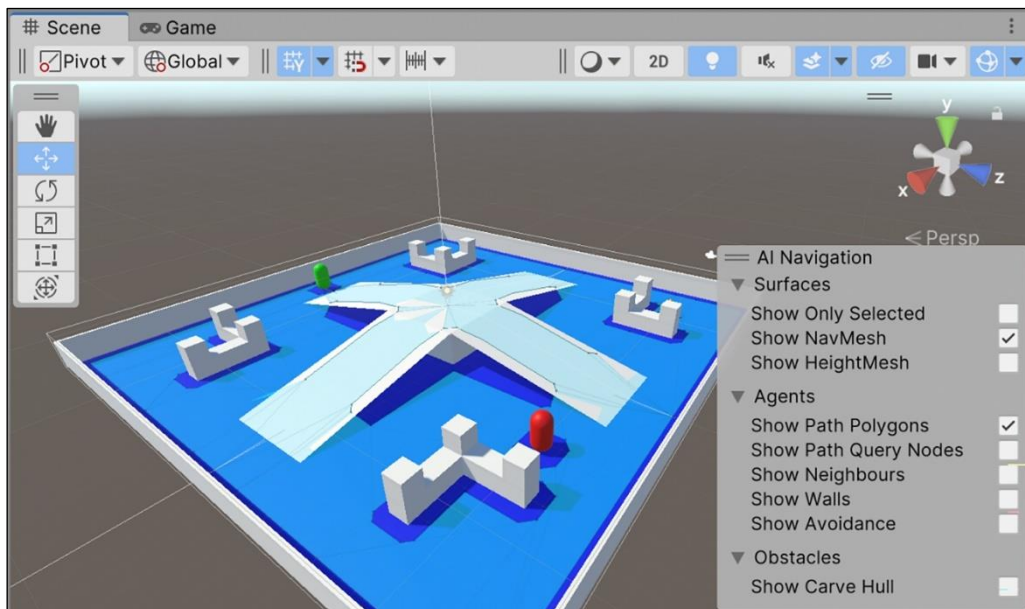 Scene Game
Pivot Global 2D
y
x z
Persp
AI Navigation
Surfaces
Show Only Selected
Show NavMesh
Show HeightMesh
Agents
Show Path Polygons
Show Path Query Nodes
Show Neighbours
Show Walls
Show Avoidance
Obstacles
Show Carve Hull